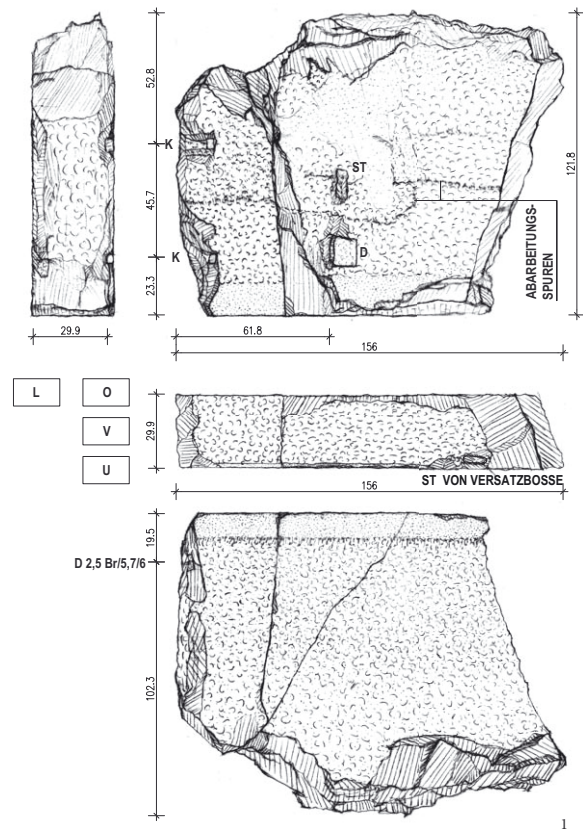 52.8
45.7
23.3
K
K
ST
D
121.8
ABARBEITUNGS-
SPUREN
29.9
61.8
156
L
O
V
U
29.9
ST VON VERSATZBOSSE
156
19.5
D 2,5 Br/5,7/6
102.3
1